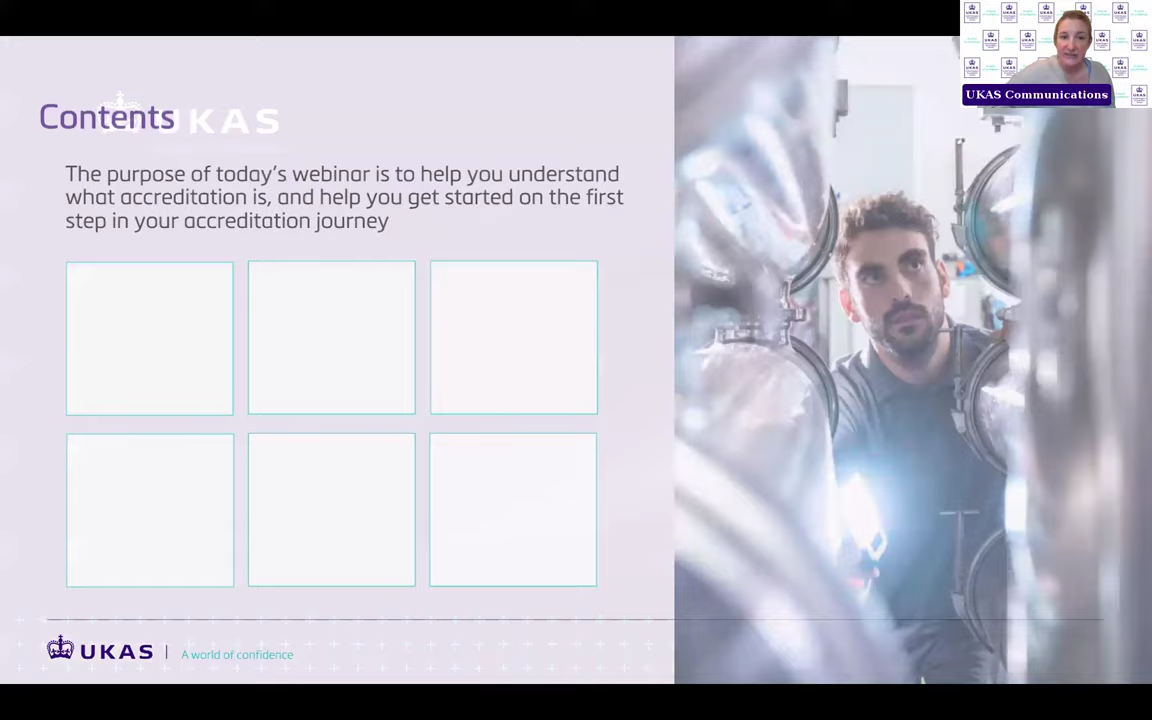 UKAS Communications
Contents
UKAS
The purpose of today's webinar is to help you understand
what accreditation is, and help you get started on the first
step in your accreditation journey
UKAS | A world of confidence